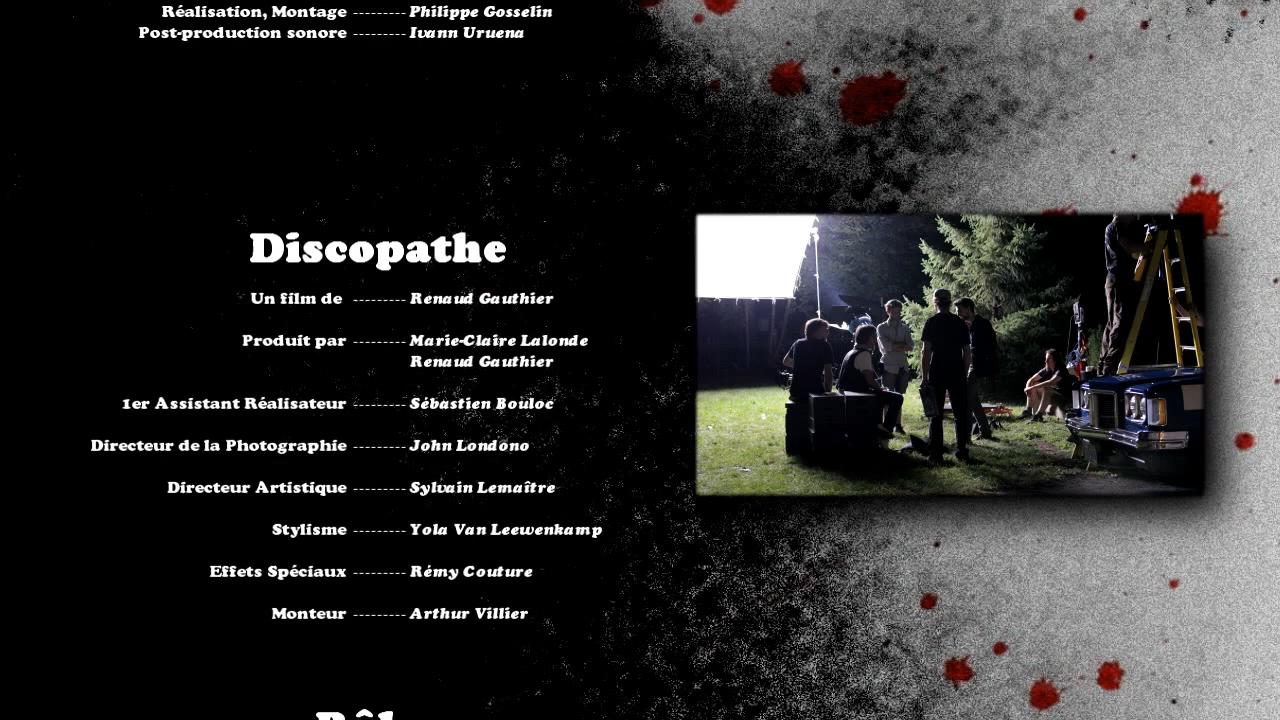 Réalisation, Montage --------- Philippe Gosselin
Post-production sonore --------- Ivann Uruena
Discopathe
Un film de --------- Renaud Gauthier
Produit par --------- Marie-Claire Lalonde
Renaud Gauthier
1er Assistant Réalisateur --------- Sébastien Bouloc
Directeur de la Photographie --------- John Londono
Directeur Artistique --------- Sylvain Lemaître
Stylisme --------- Yola Van Leewenkamp
Effets Spéciaux --------- Rémy Couture
Monteur --------- Arthur Villier